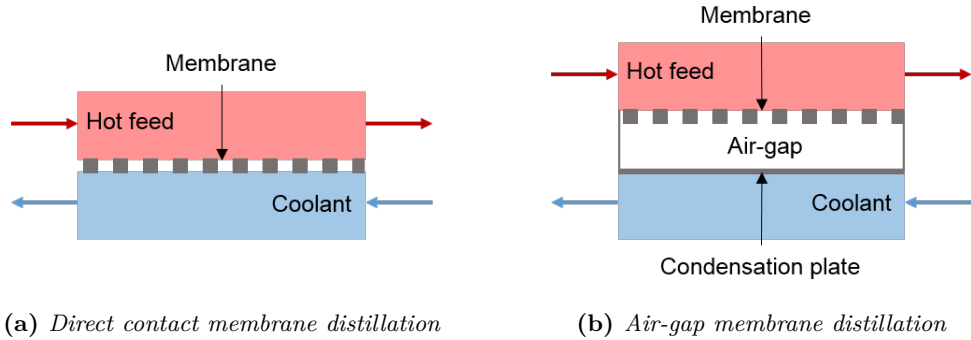 Membrane
Hot feed
Coolant
(a) Direct contact membrane distillation
Membrane
Hot feed
Air-gap
Coolant
Condensation plate
(b) Air-gap membrane distillation